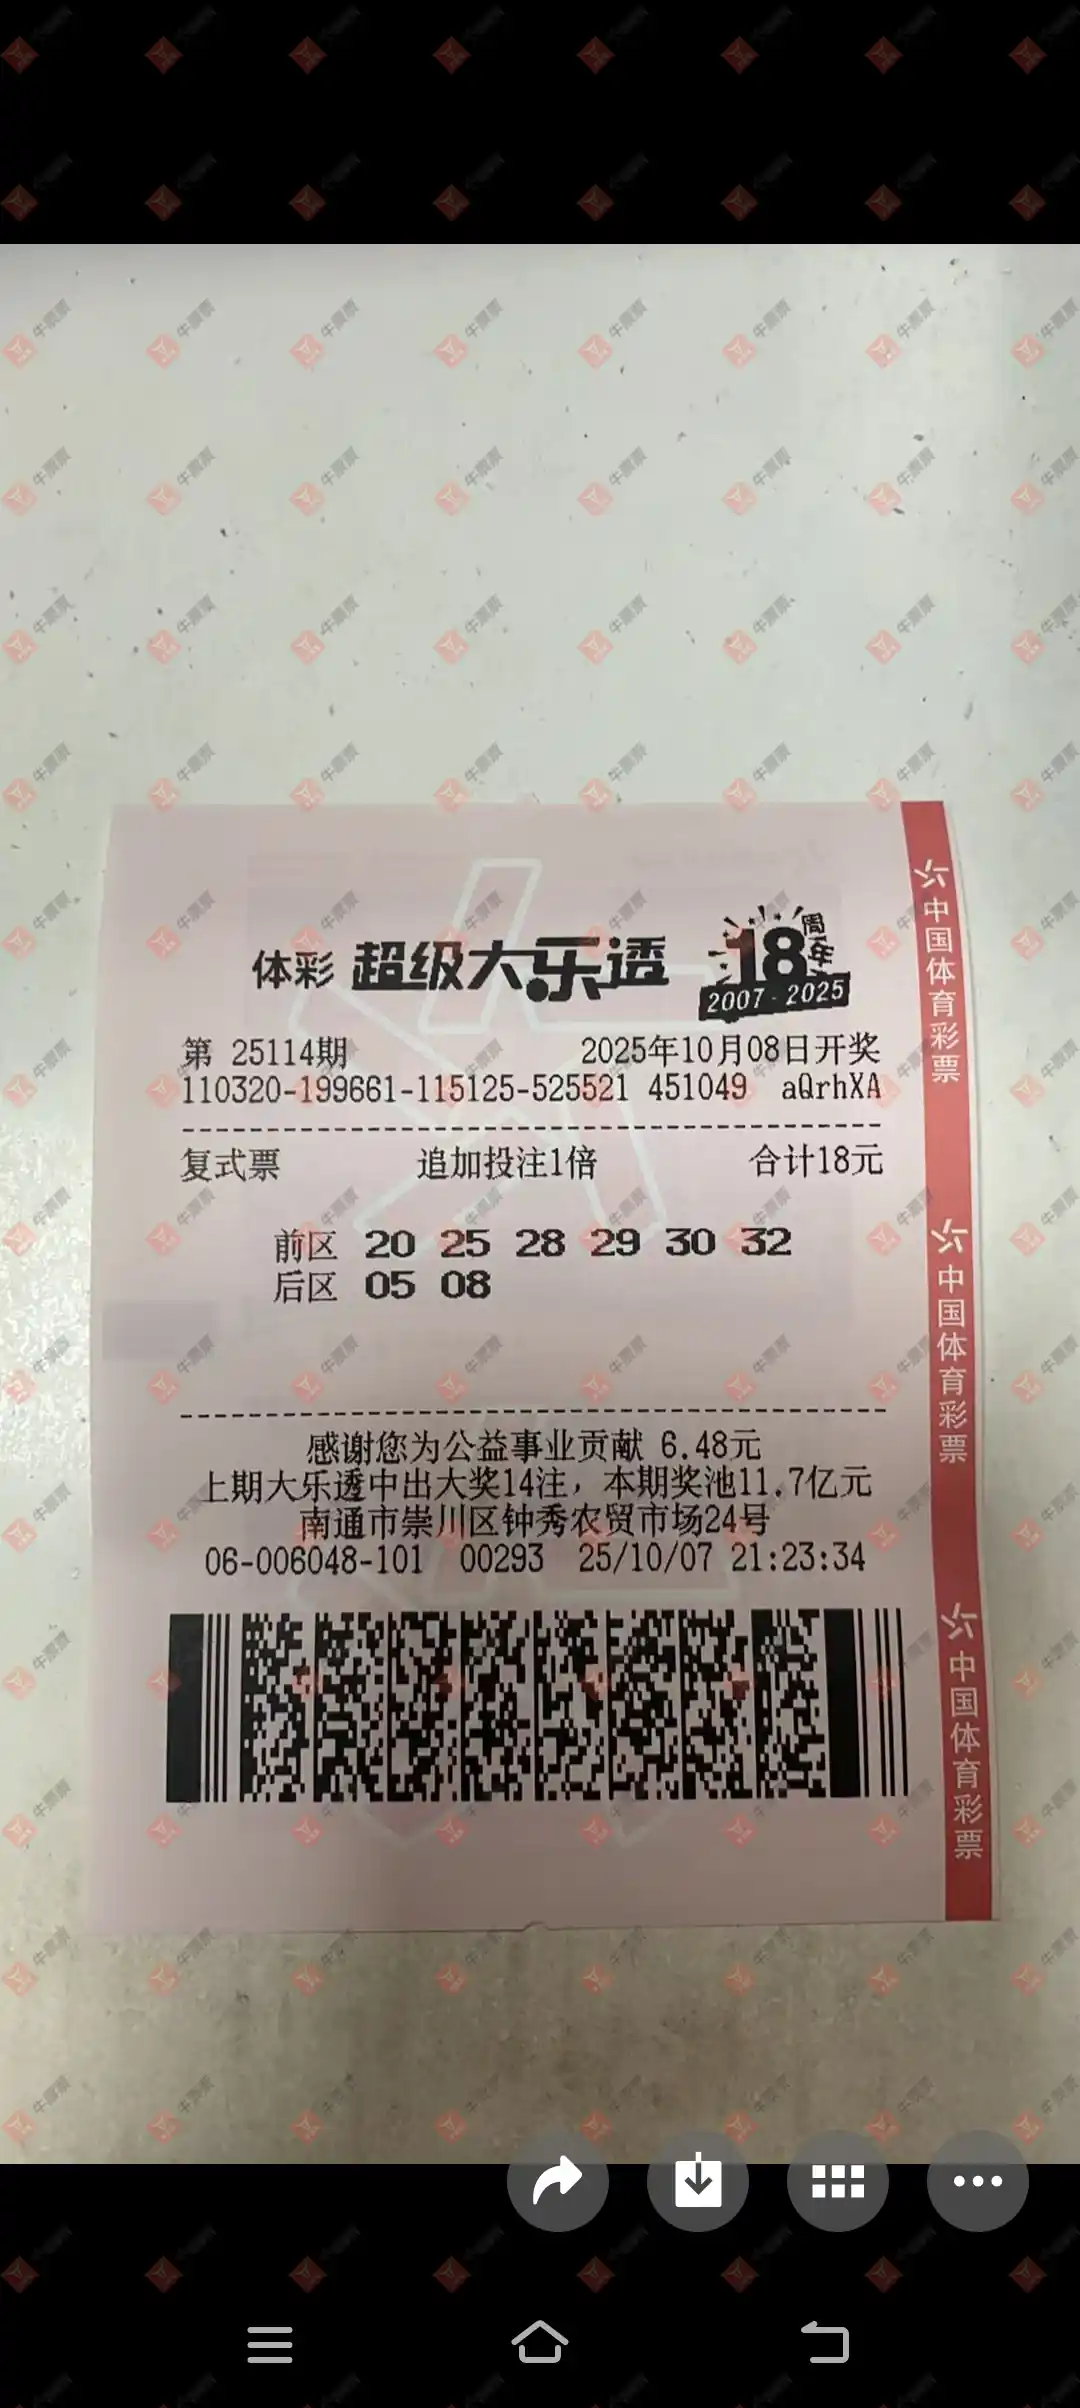 体彩 超级大乐透 18周年
2007-2025
第 25114期 2025年10月08日开奖
110320-199661-115125-525521 451049 aQrhXA
复式票 追加投注1倍 合计18元
前区 20 25 28 29 30 32
后区 05 08
感谢您为公益事业贡献 6.48元
上期大乐透中出大奖14注，本期奖池11.7亿元
南通市崇川区钟秀农贸市场24号
06-006048-101 00293 25/10/07 21:23:34
中国体育彩票
中国体育彩票
中国体育彩票
牛票票